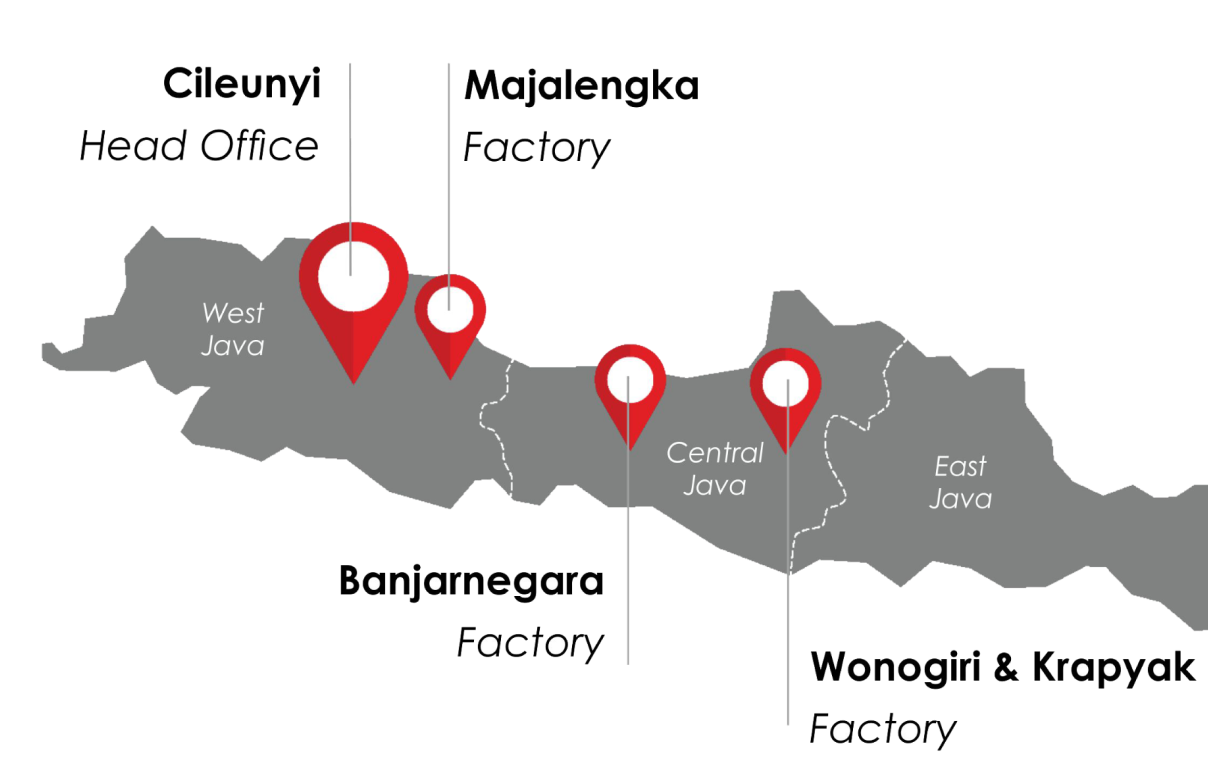 Cileunyi
Head Office
Majalengka
Factory
West
Java
Central
Java
East
Java
Banjarnegara
Factory
Wonogiri & Krapyak
Factory